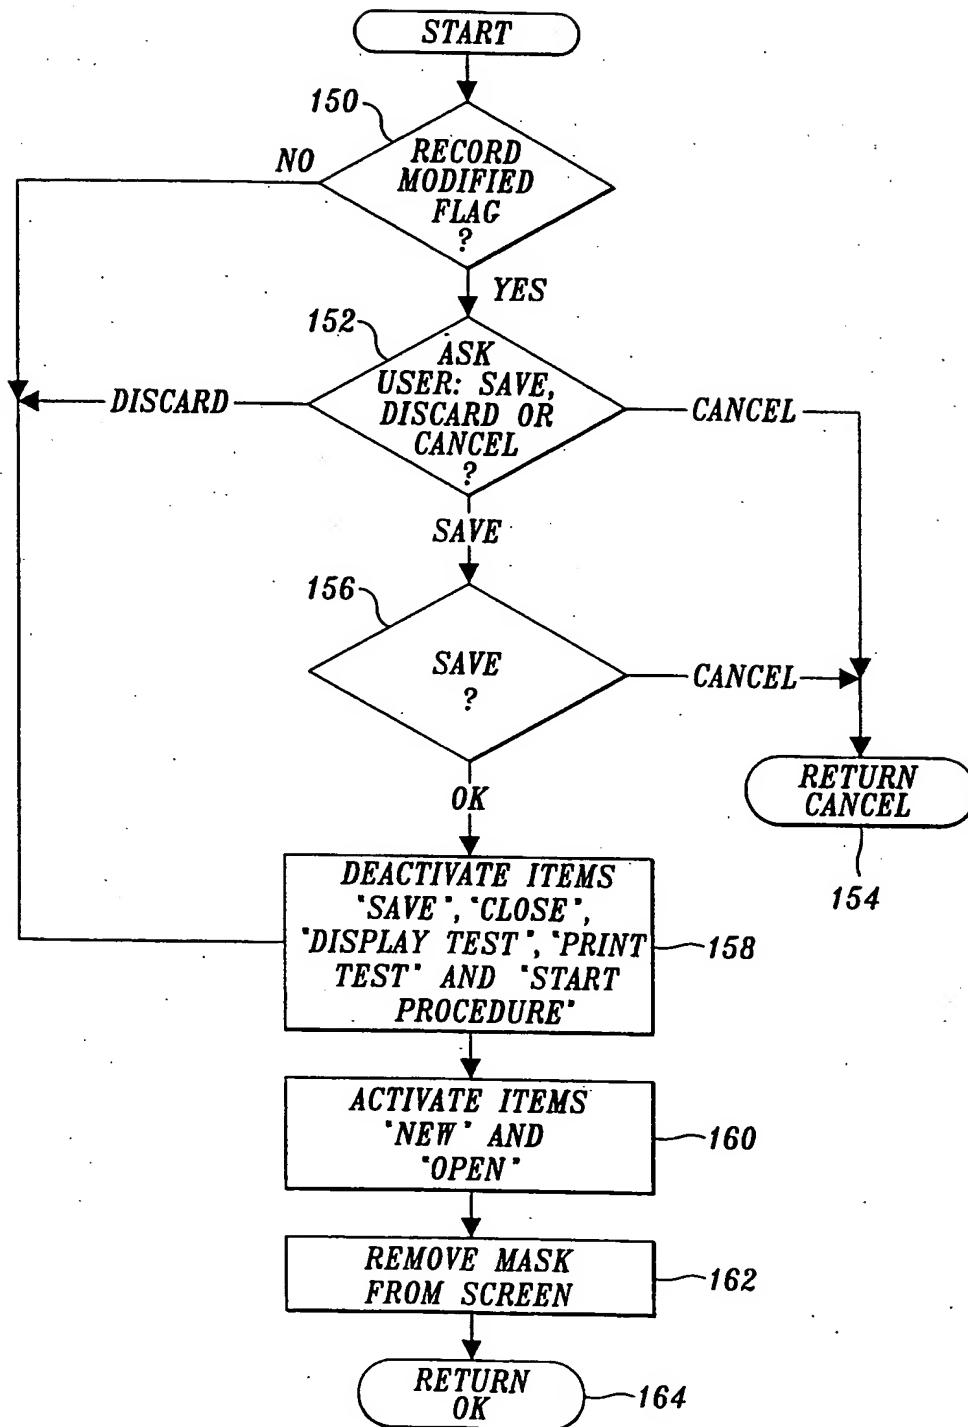 START
150
RECORD
MODIFIED
FLAG
?
NO
YES
152
ASK
USER: SAVE,
DISCARD OR
CANCEL
?
DISCARD
CANCEL
SAVE
156
SAVE
?
CANCEL
RETURN
CANCEL
154
OK
DEACTIVATE ITEMS
"SAVE", "CLOSE",
"DISPLAY TEST", "PRINT
TEST" AND "START
PROCEDURE"
158
ACTIVATE ITEMS
"NEW" AND
"OPEN"
160
REMOVE MASK
FROM SCREEN
162
RETURN
OK
164